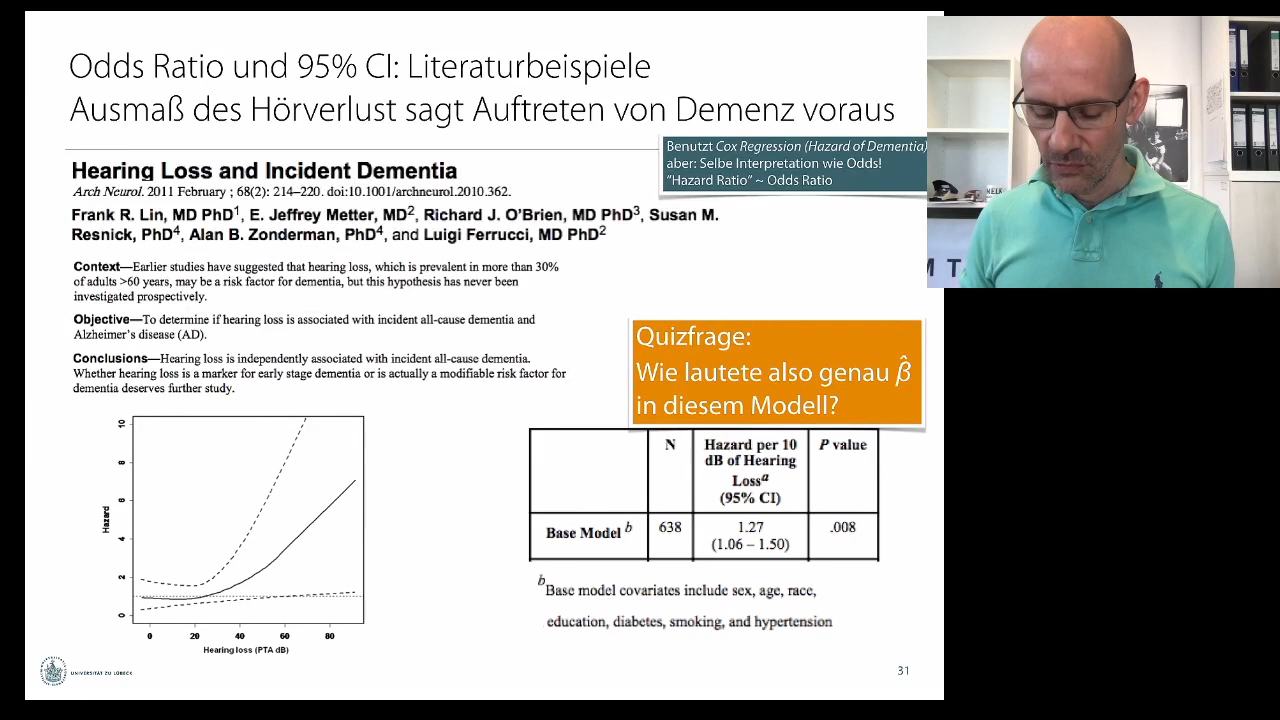 Odds Ratio und 95% CI: Literaturbeispiele
Ausmaß des Hörverlust sagt Auftreten von Demenz voraus
Benutzt Cox Regression (Hazard of Dementia)
aber: Selbe Interpretation wie Odds!
"Hazard Ratio" ~ Odds Ratio
Hearing Loss and Incident Dementia
Arch Neurol. 2011 February ; 68(2): 214–220. doi:10.1001/archneurol.2010.362.
Frank R. Lin, MD PhD1, E. Jeffrey Metter, MD2, Richard J. O'Brien, MD PhD3, Susan M.
Resnick, PhD4, Alan B. Zonderman, PhD4, and Luigi Ferrucci, MD PhD2
Context—Earlier studies have suggested that hearing loss, which is prevalent in more than 30%
of adults >60 years, may be a risk factor for dementia, but this hypothesis has never been
investigated prospectively.
Objective—To determine if hearing loss is associated with incident all-cause dementia and
Alzheimer's disease (AD).
Conclusions—Hearing loss is independently associated with incident all-cause dementia.
Whether hearing loss is a marker for early stage dementia or is actually a modifiable risk factor for
dementia deserves further study.
Quizfrage:
Wie lautete also genau β̂
in diesem Modell?
10
8
6
4
2
0
Hazard
0 20 40 60 80
Hearing loss (PTA dB)
N
Hazard per 10
dB of Hearing
Loss a
(95% CI)
P value
Base Model b
638
1.27
(1.06 – 1.50)
.008
b Base model covariates include sex, age, race,
education, diabetes, smoking, and hypertension
UNIVERSITÄT ZU LÜBECK
31
M T